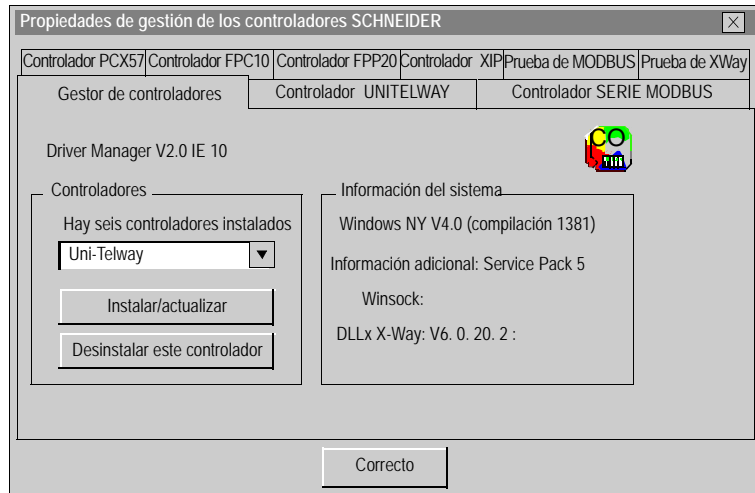 Propiedades de gestión de los controladores SCHNEIDER
Controlador PCX57 Controlador FPC10 Controlador FPP20 Controlador XIP Prueba de MODBUS Prueba de XWay
Gestor de controladores Controlador UNITELWAY Controlador SERIE MODBUS
Driver Manager V2.0 IE 10
CO
Controladores
Hay seis controladores instalados
Uni-Telway
Instalar/actualizar
Desinstalar este controlador
Información del sistema
Windows NY V4.0 (compilación 1381)
Información adicional: Service Pack 5
Winsock:
DLLx X-Way: V6. 0. 20. 2 :
Correcto